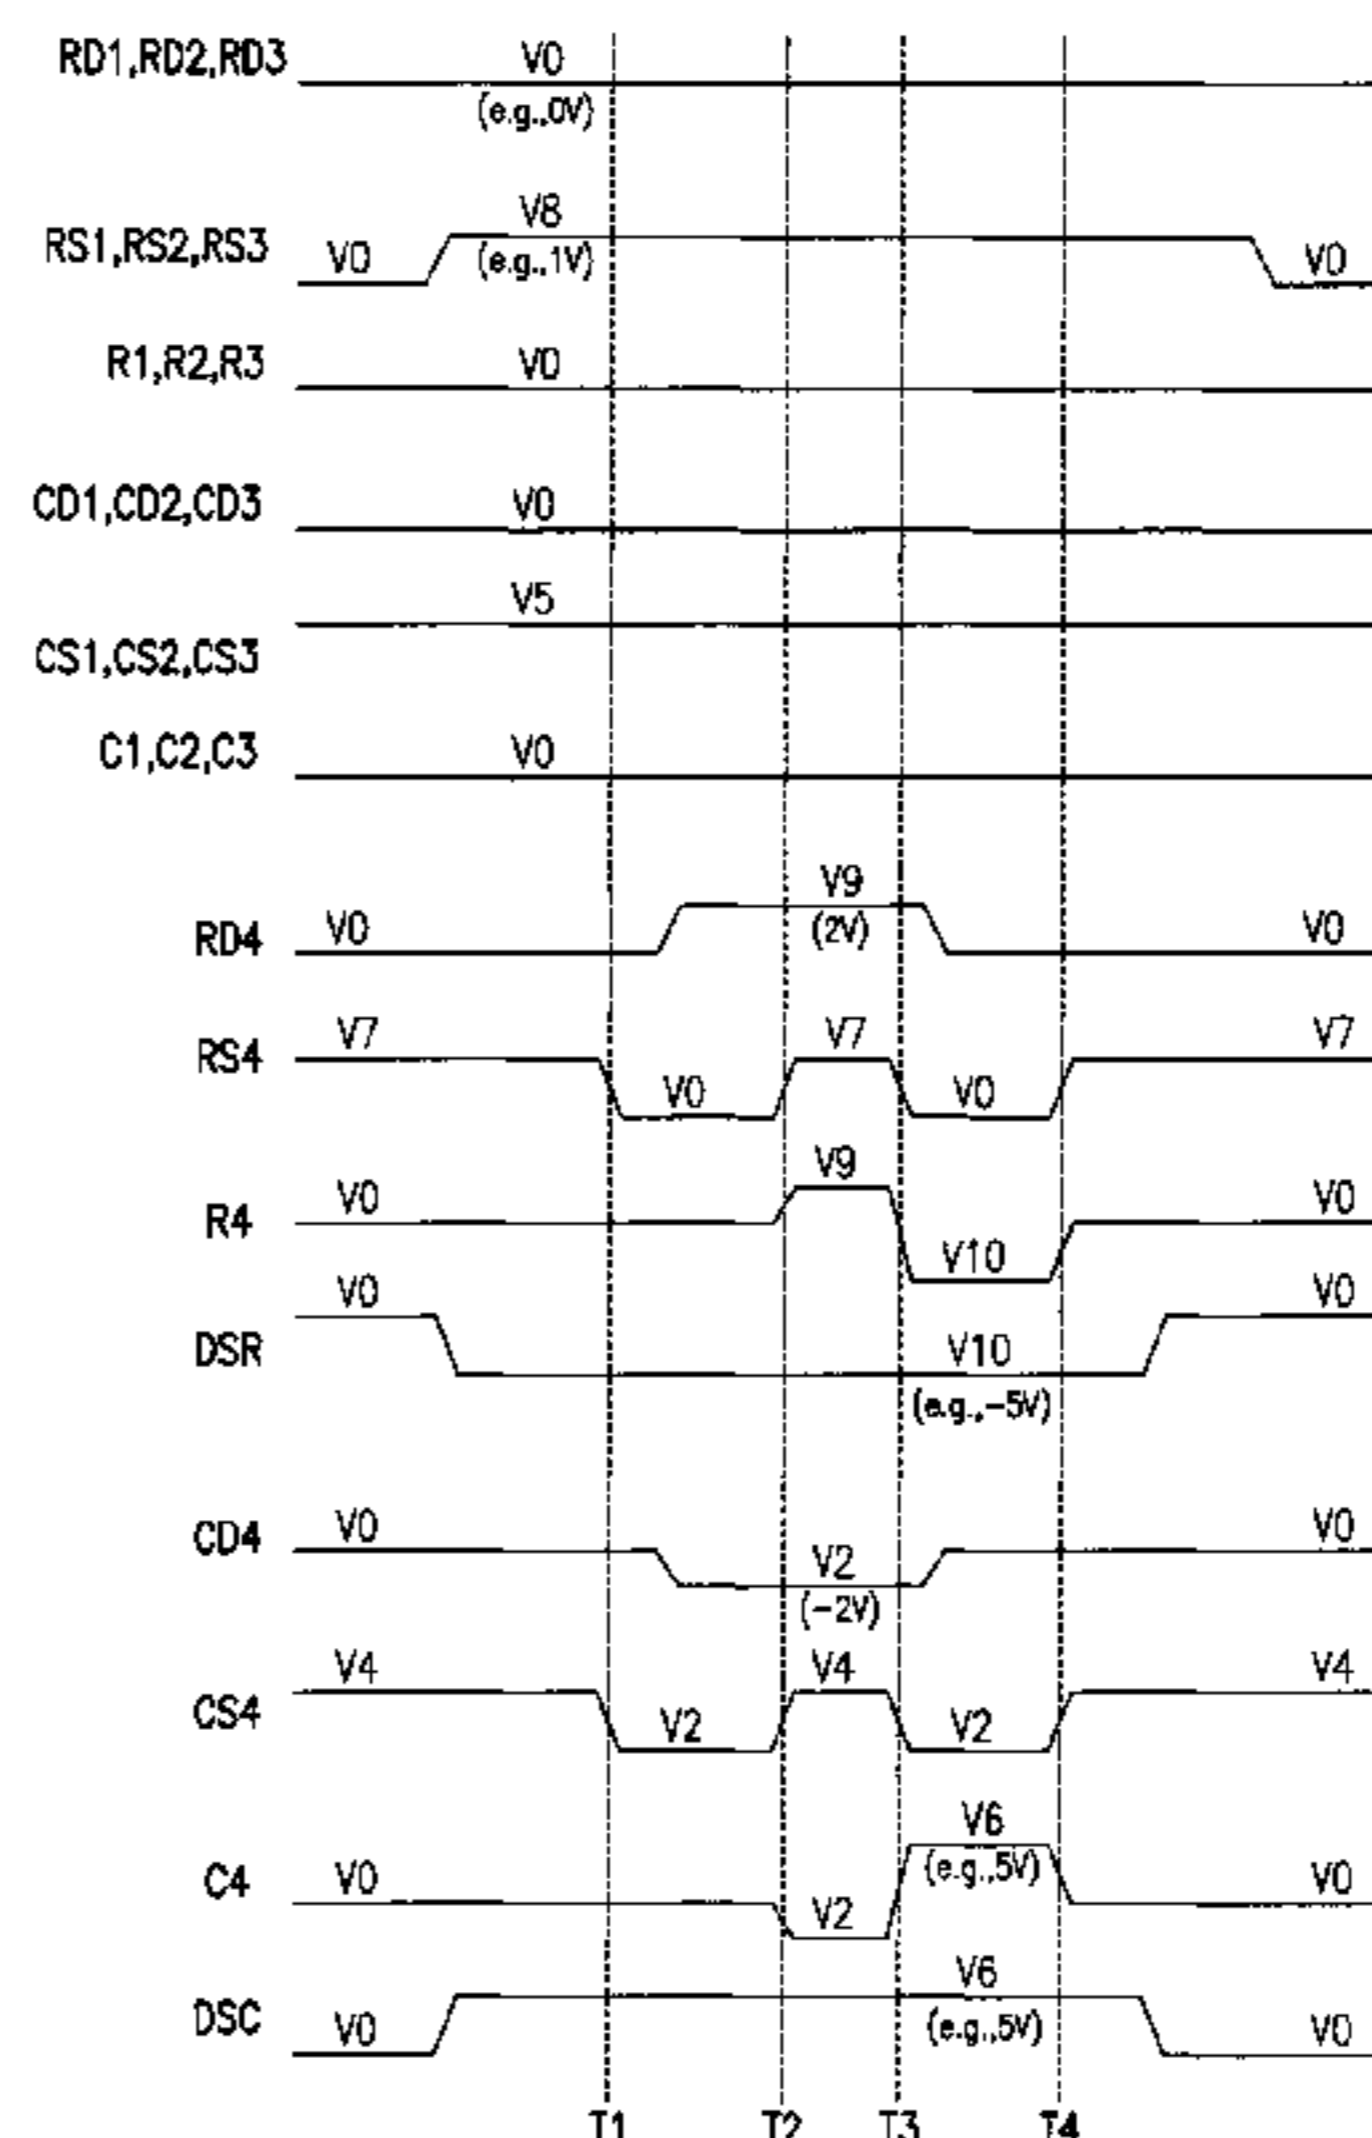 RD1,RD2,RD3 V0
(e.g.,0V)
V8
RS1,RS2,RS3 V0 (e.g.,1V) V0
R1,R2,R3 V0
CD1,CD2,CD3 V0
V5
CS1,CS2,CS3
C1,C2,C3 V0
V9
RD4 V0 (2V) V0
RS4 V7 V7 V7
V0 V0
V9
R4 V0 V0
V10
V0 V0
DSR V10
(e.g.,-5V)
CD4 V0 V2 V0
(-2V)
V4 V4 V4
CS4 V2 V2
V6
C4 V0 (e.g.,5V) V0
V2
V6
DSC V0 (e.g.,5V) V0
T1 T2 T3 T4